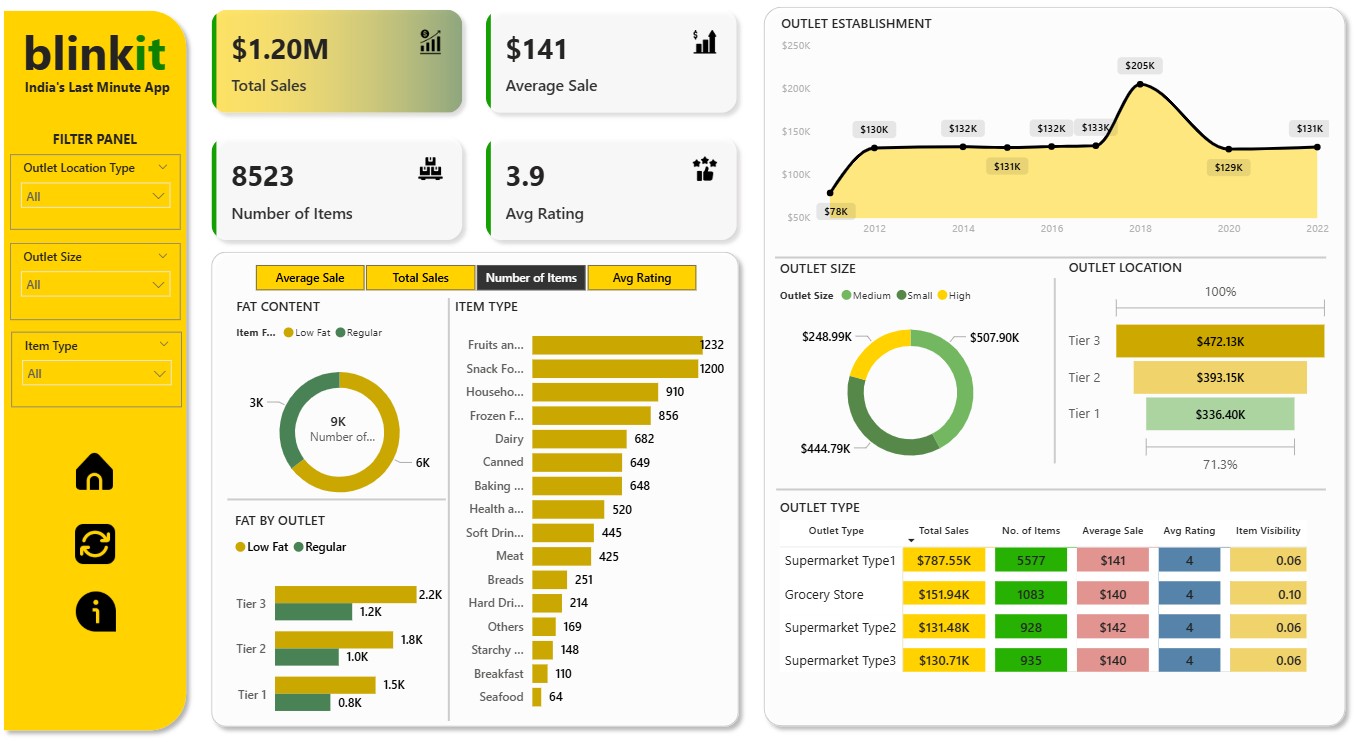 blinkit
India's Last Minute App
FILTER PANEL
Outlet Location Type
All
Outlet Size
All
Item Type
All
$1.20M
Total Sales
$141
Average Sale
8523
Number of Items
3.9
Avg Rating
Average Sale
Total Sales
Number of Items
Avg Rating
FAT CONTENT
Item F...
Low Fat
Regular
3K
9K
Number of...
6K
FAT BY OUTLET
Low Fat
Regular
Tier 3
2.2K
1.2K
Tier 2
1.8K
1.0K
Tier 1
1.5K
0.8K
ITEM TYPE
Fruits an...
1232
Snack Fo...
1200
Househo...
910
Frozen F...
856
Dairy
682
Canned
649
Baking ...
648
Health a...
520
Soft Drin...
445
Meat
425
Breads
251
Hard Dri...
214
Others
169
Starchy ...
148
Breakfast
110
Seafood
64
OUTLET ESTABLISHMENT
$250K
$200K
$150K
$100K
$50K
$78K
$130K
$132K
$131K
$132K
$133K
$205K
$129K
$131K
2012
2014
2016
2018
2020
2022
OUTLET SIZE
Outlet Size
Medium
Small
High
$248.99K
$507.90K
$444.79K
OUTLET LOCATION
100%
Tier 3
$472.13K
Tier 2
$393.15K
Tier 1
$336.40K
71.3%
OUTLET TYPE
Outlet Type Total Sales No. of Items Average Sale Avg Rating Item Visibility
Supermarket Type1 $787.55K 5577 $141 4 0.06
Grocery Store $151.94K 1083 $140 4 0.10
Supermarket Type2 $131.48K 928 $142 4 0.06
Supermarket Type3 $130.71K 935 $140 4 0.06